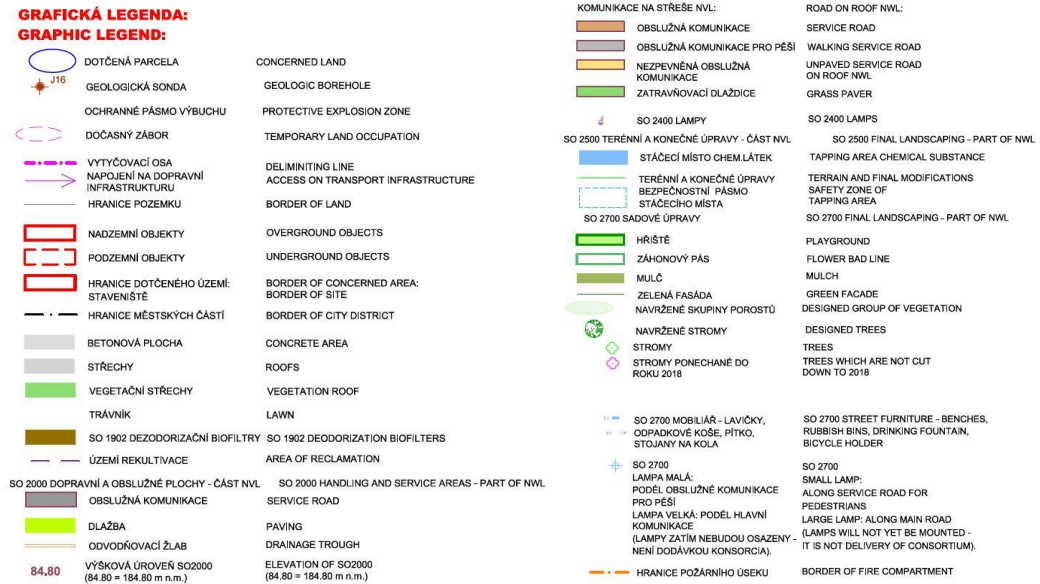 GRAFICKÁ LEGENDA:
GRAPHIC LEGEND:
DOTČENÁ PARCELA CONCERNED LAND
J16
GEOLOGICKÁ SONDA GEOLOGIC BOREHOLE
OCHRANNÉ PÁSMO VÝBUCHU PROTECTIVE EXPLOSION ZONE
DOČASNÝ ZÁBOR TEMPORARY LAND OCCUPATION
VYTYČOVACÍ OSA DELIMINITING LINE
NAPOJENÍ NA DOPRAVNÍ ACCESS ON TRANSPORT INFRASTRUCTURE
INFRASTRUKTURU
HRANICE POZEMKU BORDER OF LAND
NADZEMNÍ OBJEKTY OVERGROUND OBJECTS
PODZEMNÍ OBJEKTY UNDERGROUND OBJECTS
HRANICE DOTČENÉHO ÚZEMÍ: BORDER OF CONCERNED AREA:
STAVENIŠTĚ BORDER OF SITE
HRANICE MĚSTSKÝCH ČÁSTÍ BORDER OF CITY DISTRICT
BETONOVÁ PLOCHA CONCRETE AREA
STŘECHY ROOFS
VEGETAČNÍ STŘECHY VEGETATION ROOF
TRÁVNÍK LAWN
SO 1902 DEZODORIZAČNÍ BIOFILTRY SO 1902 DEODORIZATION BIOFILTERS
ÚZEMÍ REKULTIVACE AREA OF RECLAMATION
SO 2000 DOPRAVNÍ A OBSLUŽNÉ PLOCHY - ČÁST NVL SO 2000 HANDLING AND SERVICE AREAS - PART OF NWL
OBSLUŽNÁ KOMUNIKACE SERVICE ROAD
DLAŽBA PAVING
ODVODŇOVACÍ ŽLAB DRAINAGE TROUGH
84.80 VÝŠKOVÁ ÚROVEŇ SO2000 ELEVATION OF SO2000
(84.80 = 184.80 m n.m.) (84.80 = 184.80 m n.m.)
KOMUNIKACE NA STŘEŠE NVL: ROAD ON ROOF NWL:
OBSLUŽNÁ KOMUNIKACE SERVICE ROAD
OBSLUŽNÁ KOMUNIKACE PRO PĚŠÍ WALKING SERVICE ROAD
NEZPEVNĚNÁ OBSLUŽNÁ UNPAVED SERVICE ROAD
KOMUNIKACE ON ROOF NWL
ZATRAVŇOVACÍ DLAŽDICE GRASS PAVER
SO 2400 LAMPY SO 2400 LAMPS
SO 2500 TERÉNNÍ A KONEČNÉ ÚPRAVY - ČÁST NVL SO 2500 FINAL LANDSCAPING - PART OF NWL
STÁČECÍ MÍSTO CHEM.LÁTEK TAPPING AREA CHEMICAL SUBSTANCE
TERÉNNÍ A KONEČNÉ ÚPRAVY TERRAIN AND FINAL MODIFICATIONS
BEZPEČNOSTNÍ PÁSMO SAFETY ZONE OF
STÁČECÍHO MÍSTA TAPPING AREA
SO 2700 SADOVÉ ÚPRAVY SO 2700 FINAL LANDSCAPING - PART OF NWL
HŘIŠTĚ PLAYGROUND
ZÁHONOVÝ PÁS FLOWER BAD LINE
MULČ MULCH
ZELENÁ FASÁDA GREEN FACADE
NAVRŽENÉ SKUPINY POROSTŮ DESIGNED GROUP OF VEGETATION
NAVRŽENÉ STROMY DESIGNED TREES
STROMY TREES
STROMY PONECHANÉ DO TREES WHICH ARE NOT CUT
ROKU 2018 DOWN TO 2018
SO 2700 MOBILIÁŘ - LAVIČKY, SO 2700 STREET FURNITURE - BENCHES,
ODPADKOVÉ KOŠE, PÍTKO, RUBBISH BINS, DRINKING FOUNTAIN,
STOJANY NA KOLA BICYCLE HOLDER
SO 2700 SO 2700
LAMPA MALÁ: SMALL LAMP:
PODÉL OBSLUŽNÉ KOMUNIKACE ALONG SERVICE ROAD FOR
PRO PĚŠÍ PEDESTRIANS
LAMPA VELKÁ: PODÉL HLAVNÍ LARGE LAMP: ALONG MAIN ROAD
KOMUNIKACE (LAMPS WILL NOT YET BE MOUNTED -
(LAMPY ZATÍM NEBUDOU OSAZENY - IT IS NOT DELIVERY OF CONSORTIUM).
NENÍ DODÁVKOU KONSORCIA).
HRANICE POŽÁRNÍHO ÚSEKU BORDER OF FIRE COMPARTMENT